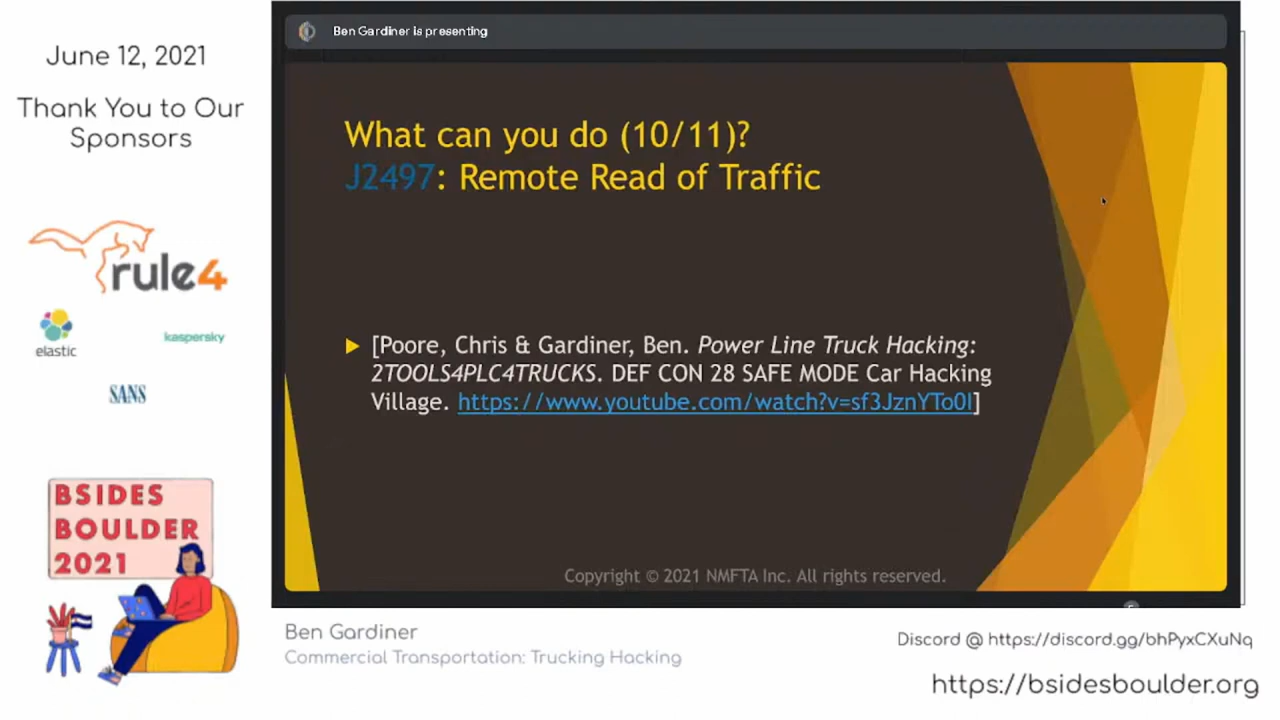 June 12, 2021
Thank You to Our
Sponsors
rule4
elastic
kaspersky
SANS
BSIDES
BOULDER
2021
Ben Gardiner is presenting
What can you do (10/11)?
J2497: Remote Read of Traffic
[Poore, Chris & Gardiner, Ben. Power Line Truck Hacking:
2TOOLS4PLC4TRUCKS. DEF CON 28 SAFE MODE Car Hacking
Village. https://www.youtube.com/watch?v=sf3JznYTo0I]
Copyright © 2021 NMFTA Inc. All rights reserved.
Ben Gardiner
Commercial Transportation: Trucking Hacking
Discord @ https://discord.gg/bhPyxCXuNq
https://bsidesboulder.org